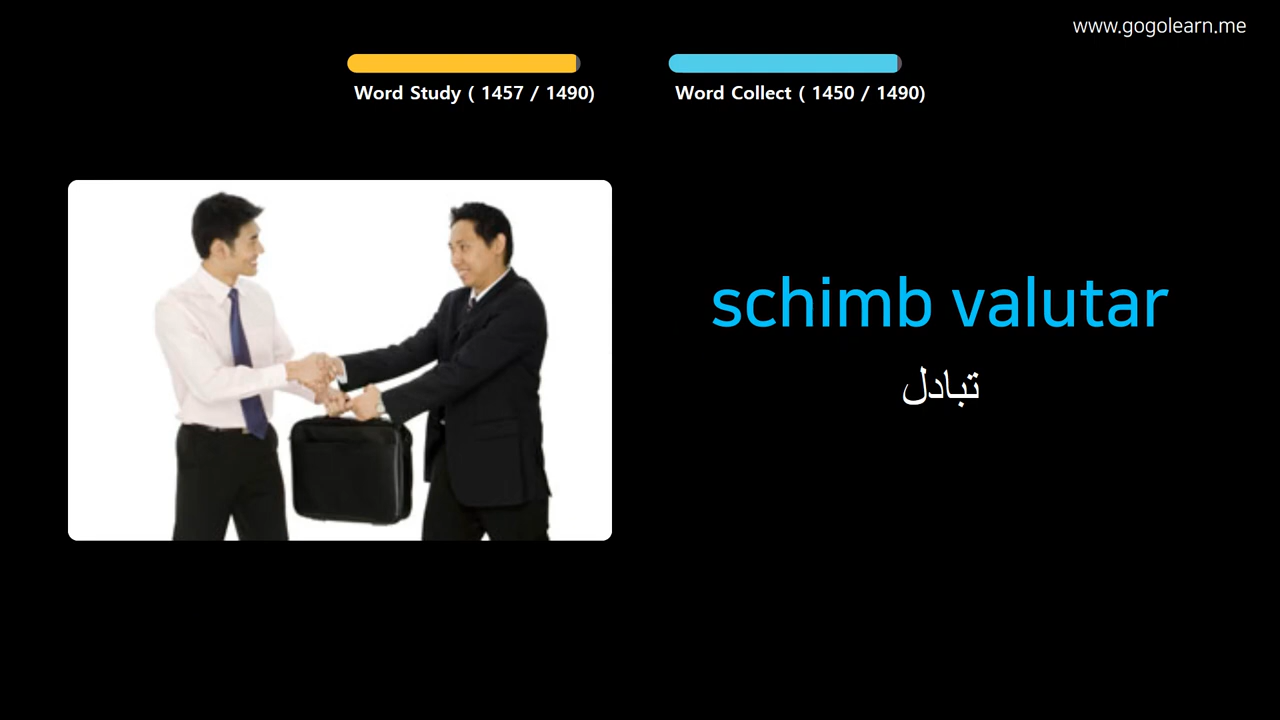 www.gogolearn.me
Word Study ( 1457 / 1490)
Word Collect ( 1450 / 1490)
schimb valutar
تبادل